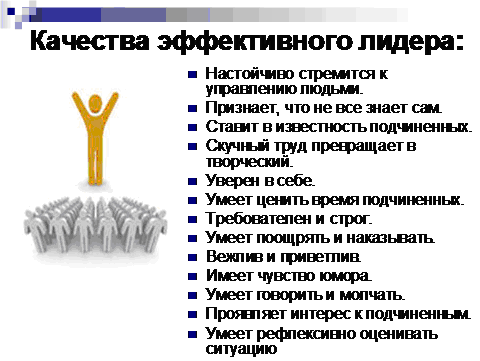 Качества эффективного лидера:
Настойчиво стремится к
управлению людьми.
Признает, что не все знает сам.
Ставит в известность подчиненных.
Скучный труд превращает в
творческий.
Уверен в себе.
Умеет ценить время подчиненных.
Требователен и строг.
Умеет поощрять и наказывать.
Вежлив и приветлив.
Имеет чувство юмора.
Умеет говорить и молчать.
Проявляет интерес к подчиненным.
Умеет рефлексивно оценивать
ситуацию